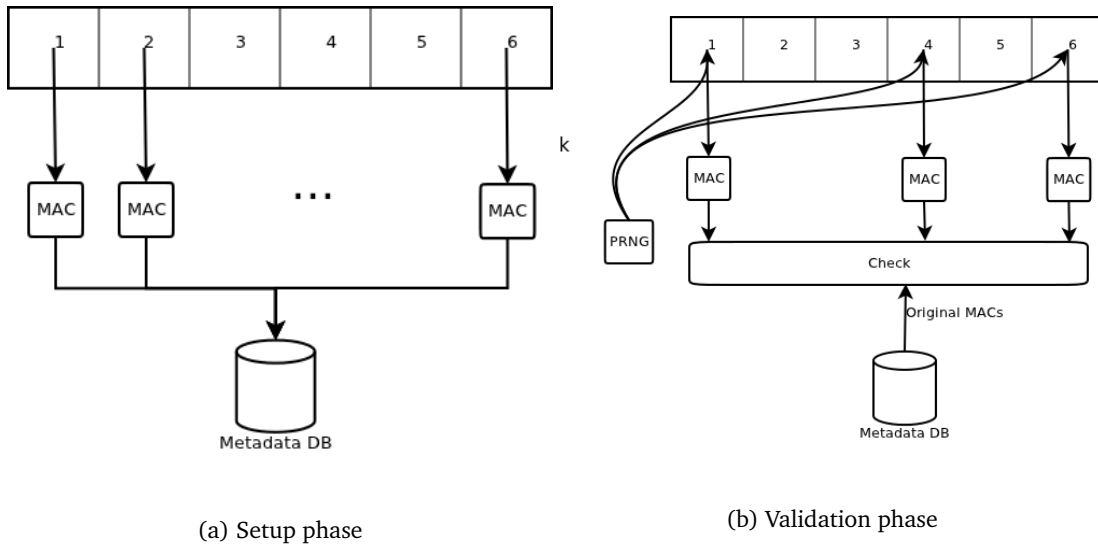 1 2 3 4 5 6
MAC MAC ... MAC
Metadata DB
(a) Setup phase
k
1 2 3 4 5 6
MAC MAC MAC
PRNG
Check
Original MACs
Metadata DB
(b) Validation phase